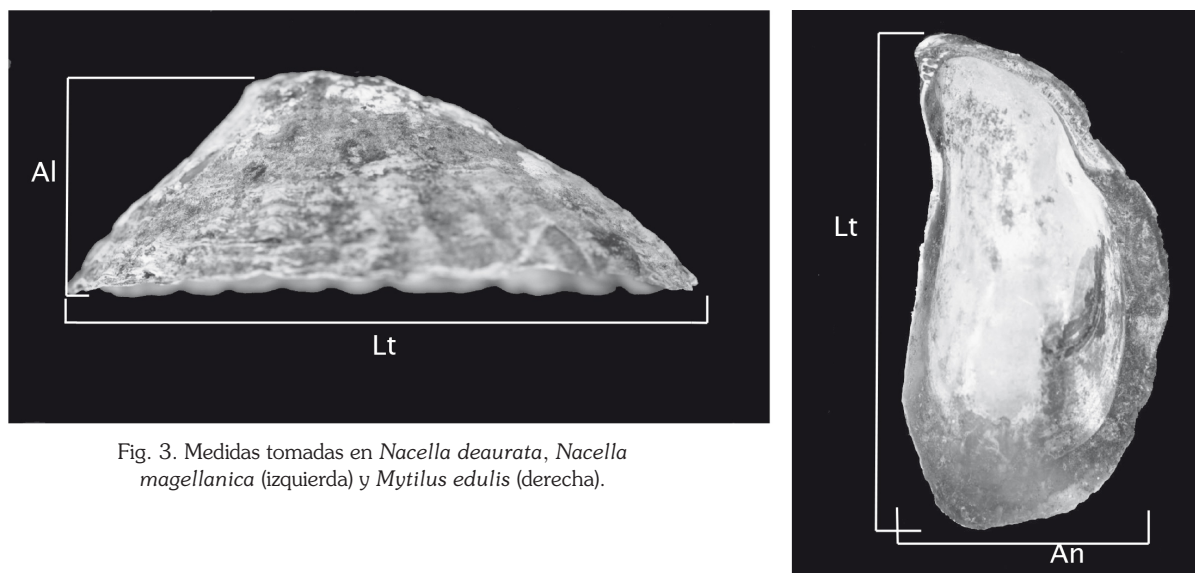 Al
Lt
Lt
An
Fig. 3. Medidas tomadas en Nacella deaurata, Nacella
magellanica (izquierda) y Mytilus edulis (derecha).